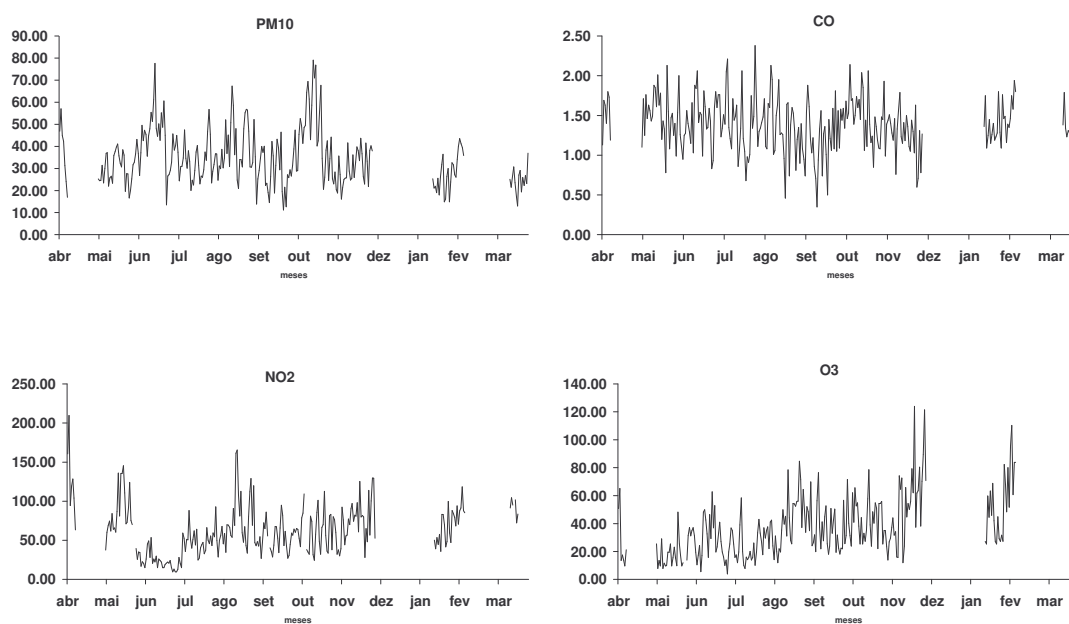 PM10
90.00
80.00
70.00
60.00
50.00
40.00
30.00
20.00
10.00
0.00
abr mai jun jul ago set out nov dez jan fev mar
meses
CO
2.50
2.00
1.50
1.00
0.50
0.00
abr mai jun jul ago set out nov dez jan fev mar
meses
NO2
250.00
200.00
150.00
100.00
50.00
0.00
abr mai jun jul ago set out nov dez jan fev mar
meses
O3
140.00
120.00
100.00
80.00
60.00
40.00
20.00
0.00
abr mai jun jul ago set out nov dez jan fev mar
meses